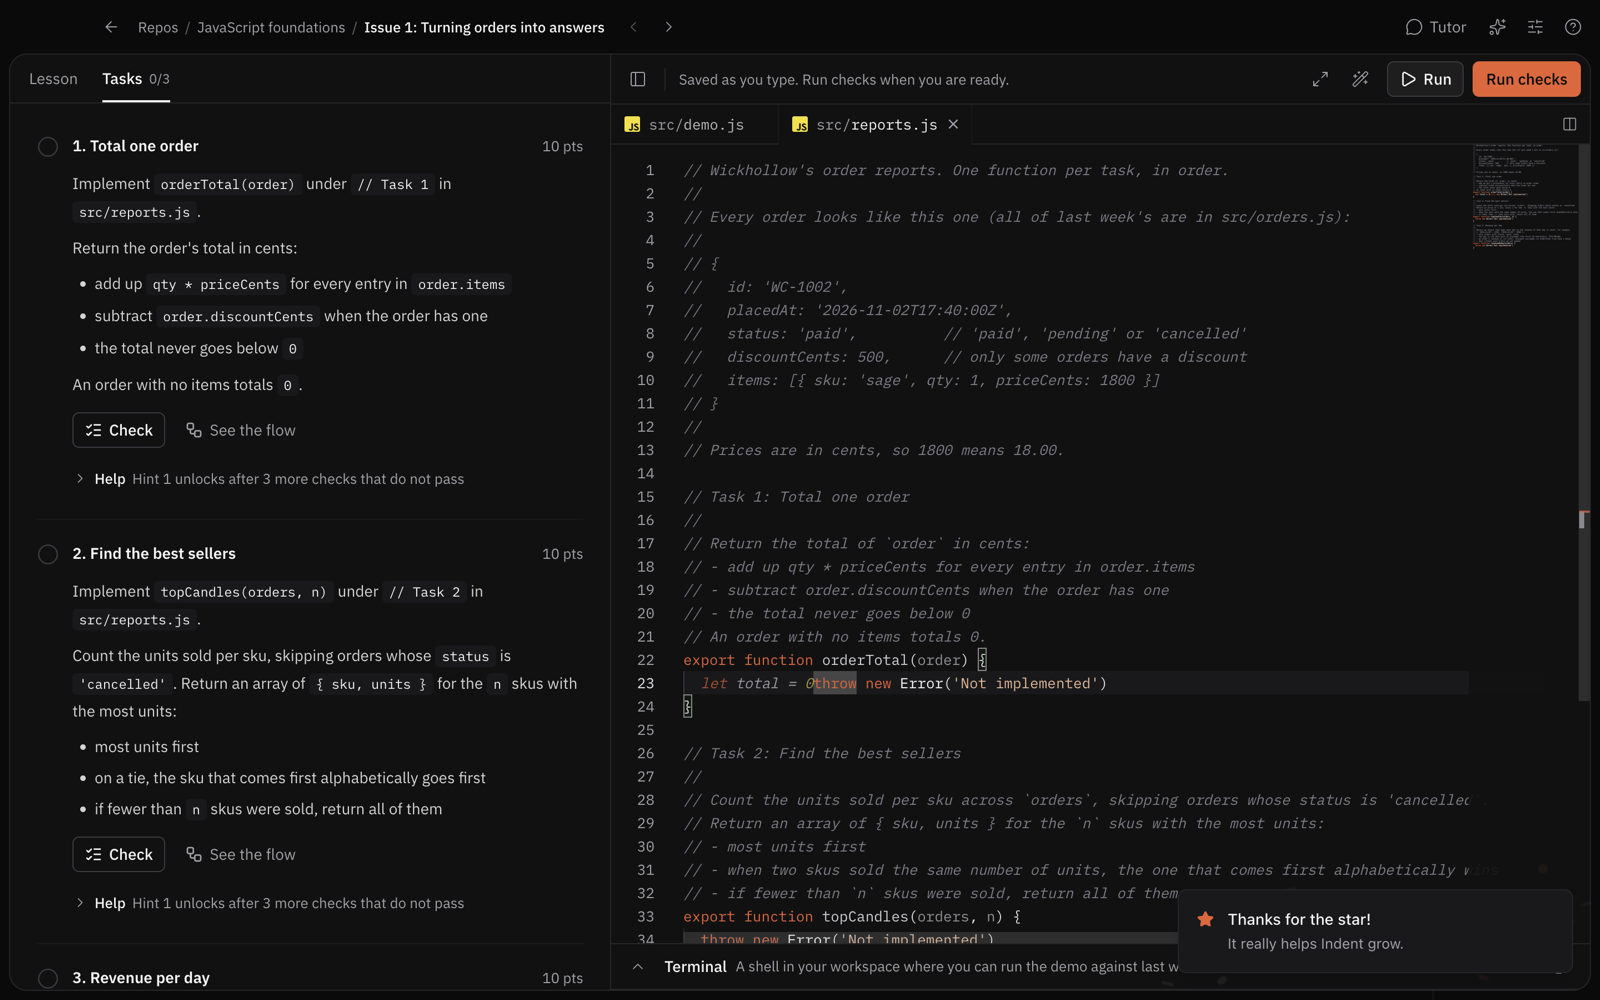 Repos / JavaScript foundations / Issue 1: Turning orders into answers
Tutor
Lesson
Tasks 0/3
1. Total one order
10 pts
Implement orderTotal(order) under // Task 1 in
src/reports.js .
Return the order's total in cents:
• add up qty * priceCents for every entry in order.items
• subtract order.discountCents when the order has one
• the total never goes below 0
An order with no items totals 0 .
Check
See the flow
Help Hint 1 unlocks after 3 more checks that do not pass
2. Find the best sellers
10 pts
Implement topCandles(orders, n) under // Task 2 in
src/reports.js .
Count the units sold per sku, skipping orders whose status is
'cancelled' . Return an array of { sku, units } for the n skus with
the most units:
• most units first
• on a tie, the sku that comes first alphabetically goes first
• if fewer than n skus were sold, return all of them
Check
See the flow
Help Hint 1 unlocks after 3 more checks that do not pass
3. Revenue per day
10 pts
Saved as you type. Run checks when you are ready.
Run
Run checks
JS src/demo.js
JS src/reports.js
1 // Wickhollow's order reports. One function per task, in order.
2 //
3 // Every order looks like this one (all of last week's are in src/orders.js):
4 //
5 // {
6 //   id: 'WC-1002',
7 //   placedAt: '2026-11-02T17:40:00Z',
8 //   status: 'paid',          // 'paid', 'pending' or 'cancelled'
9 //   discountCents: 500,      // only some orders have a discount
10 //   items: [{ sku: 'sage', qty: 1, priceCents: 1800 }]
11 // }
12 //
13 // Prices are in cents, so 1800 means 18.00.
14
15 // Task 1: Total one order
16 //
17 // Return the total of `order` in cents:
18 // - add up qty * priceCents for every entry in order.items
19 // - subtract order.discountCents when the order has one
20 // - the total never goes below 0
21 // An order with no items totals 0.
22 export function orderTotal(order) {
23   let total = 0throw new Error('Not implemented')
24 }
25
26 // Task 2: Find the best sellers
27 //
28 // Count the units sold per sku across `orders`, skipping orders whose status is 'cancelled
29 // Return an array of { sku, units } for the `n` skus with the most units:
30 // - most units first
31 // - when two skus sold the same number of units, the one that comes first alphabetically wins
32 // - if fewer than `n` skus were sold, return all of them
33 export function topCandles(orders, n) {
34   throw new Error('Not implemented')
Terminal A shell in your workspace where you can run the demo against last w
Thanks for the star!
It really helps Indent grow.